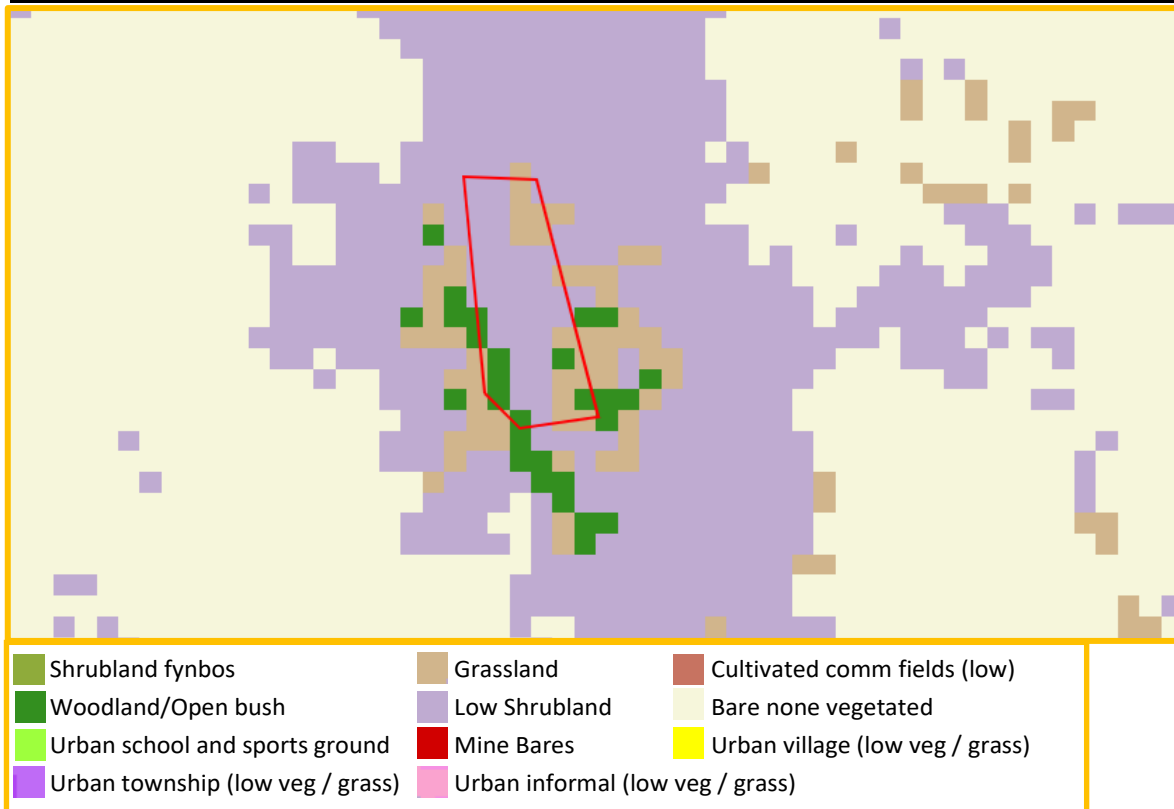 Shrubland fynbos Grassland Cultivated comm fields (low)
Woodland/Open bush Low Shrubland Bare none vegetated
Urban school and sports ground Mine Bares Urban village (low veg / grass)
Urban township (low veg / grass) Urban informal (low veg / grass)